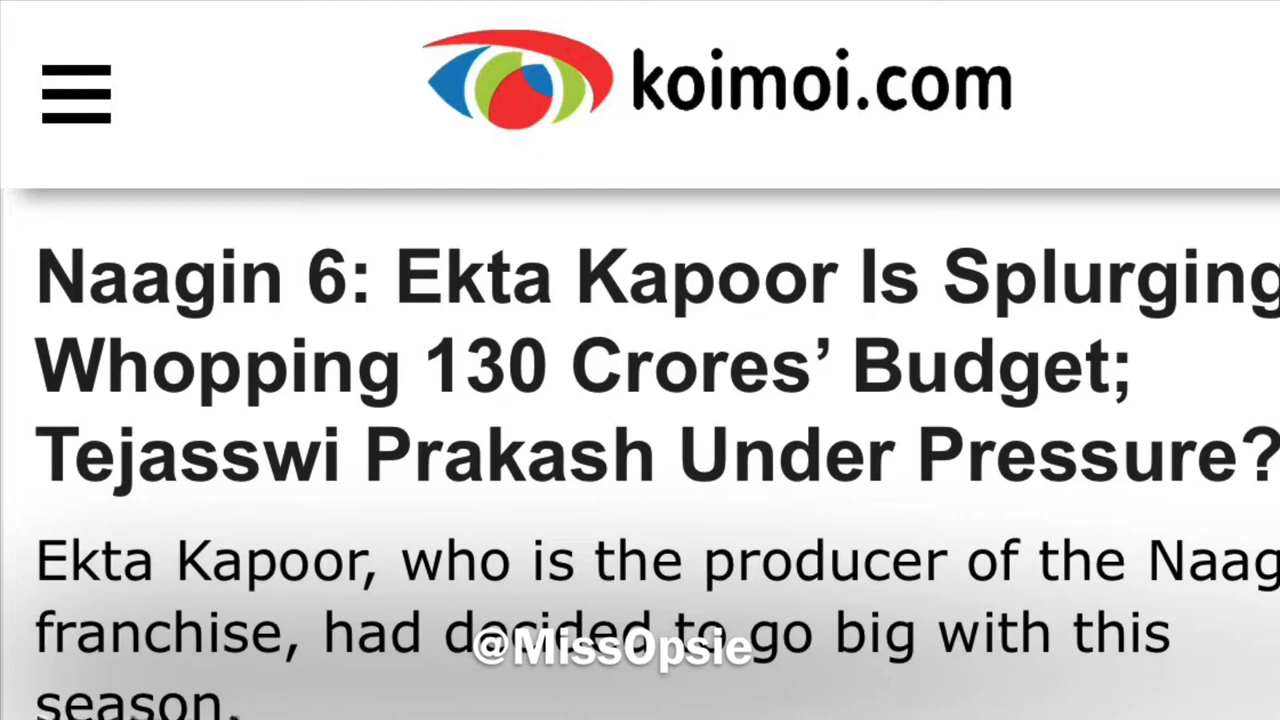 koimoi.com
Naagin 6: Ekta Kapoor Is Splurging
Whopping 130 Crores’ Budget;
Tejasswi Prakash Under Pressure?
Ekta Kapoor, who is the producer of the Naag
franchise, had decided to go big with this
@MissOpsie
season.